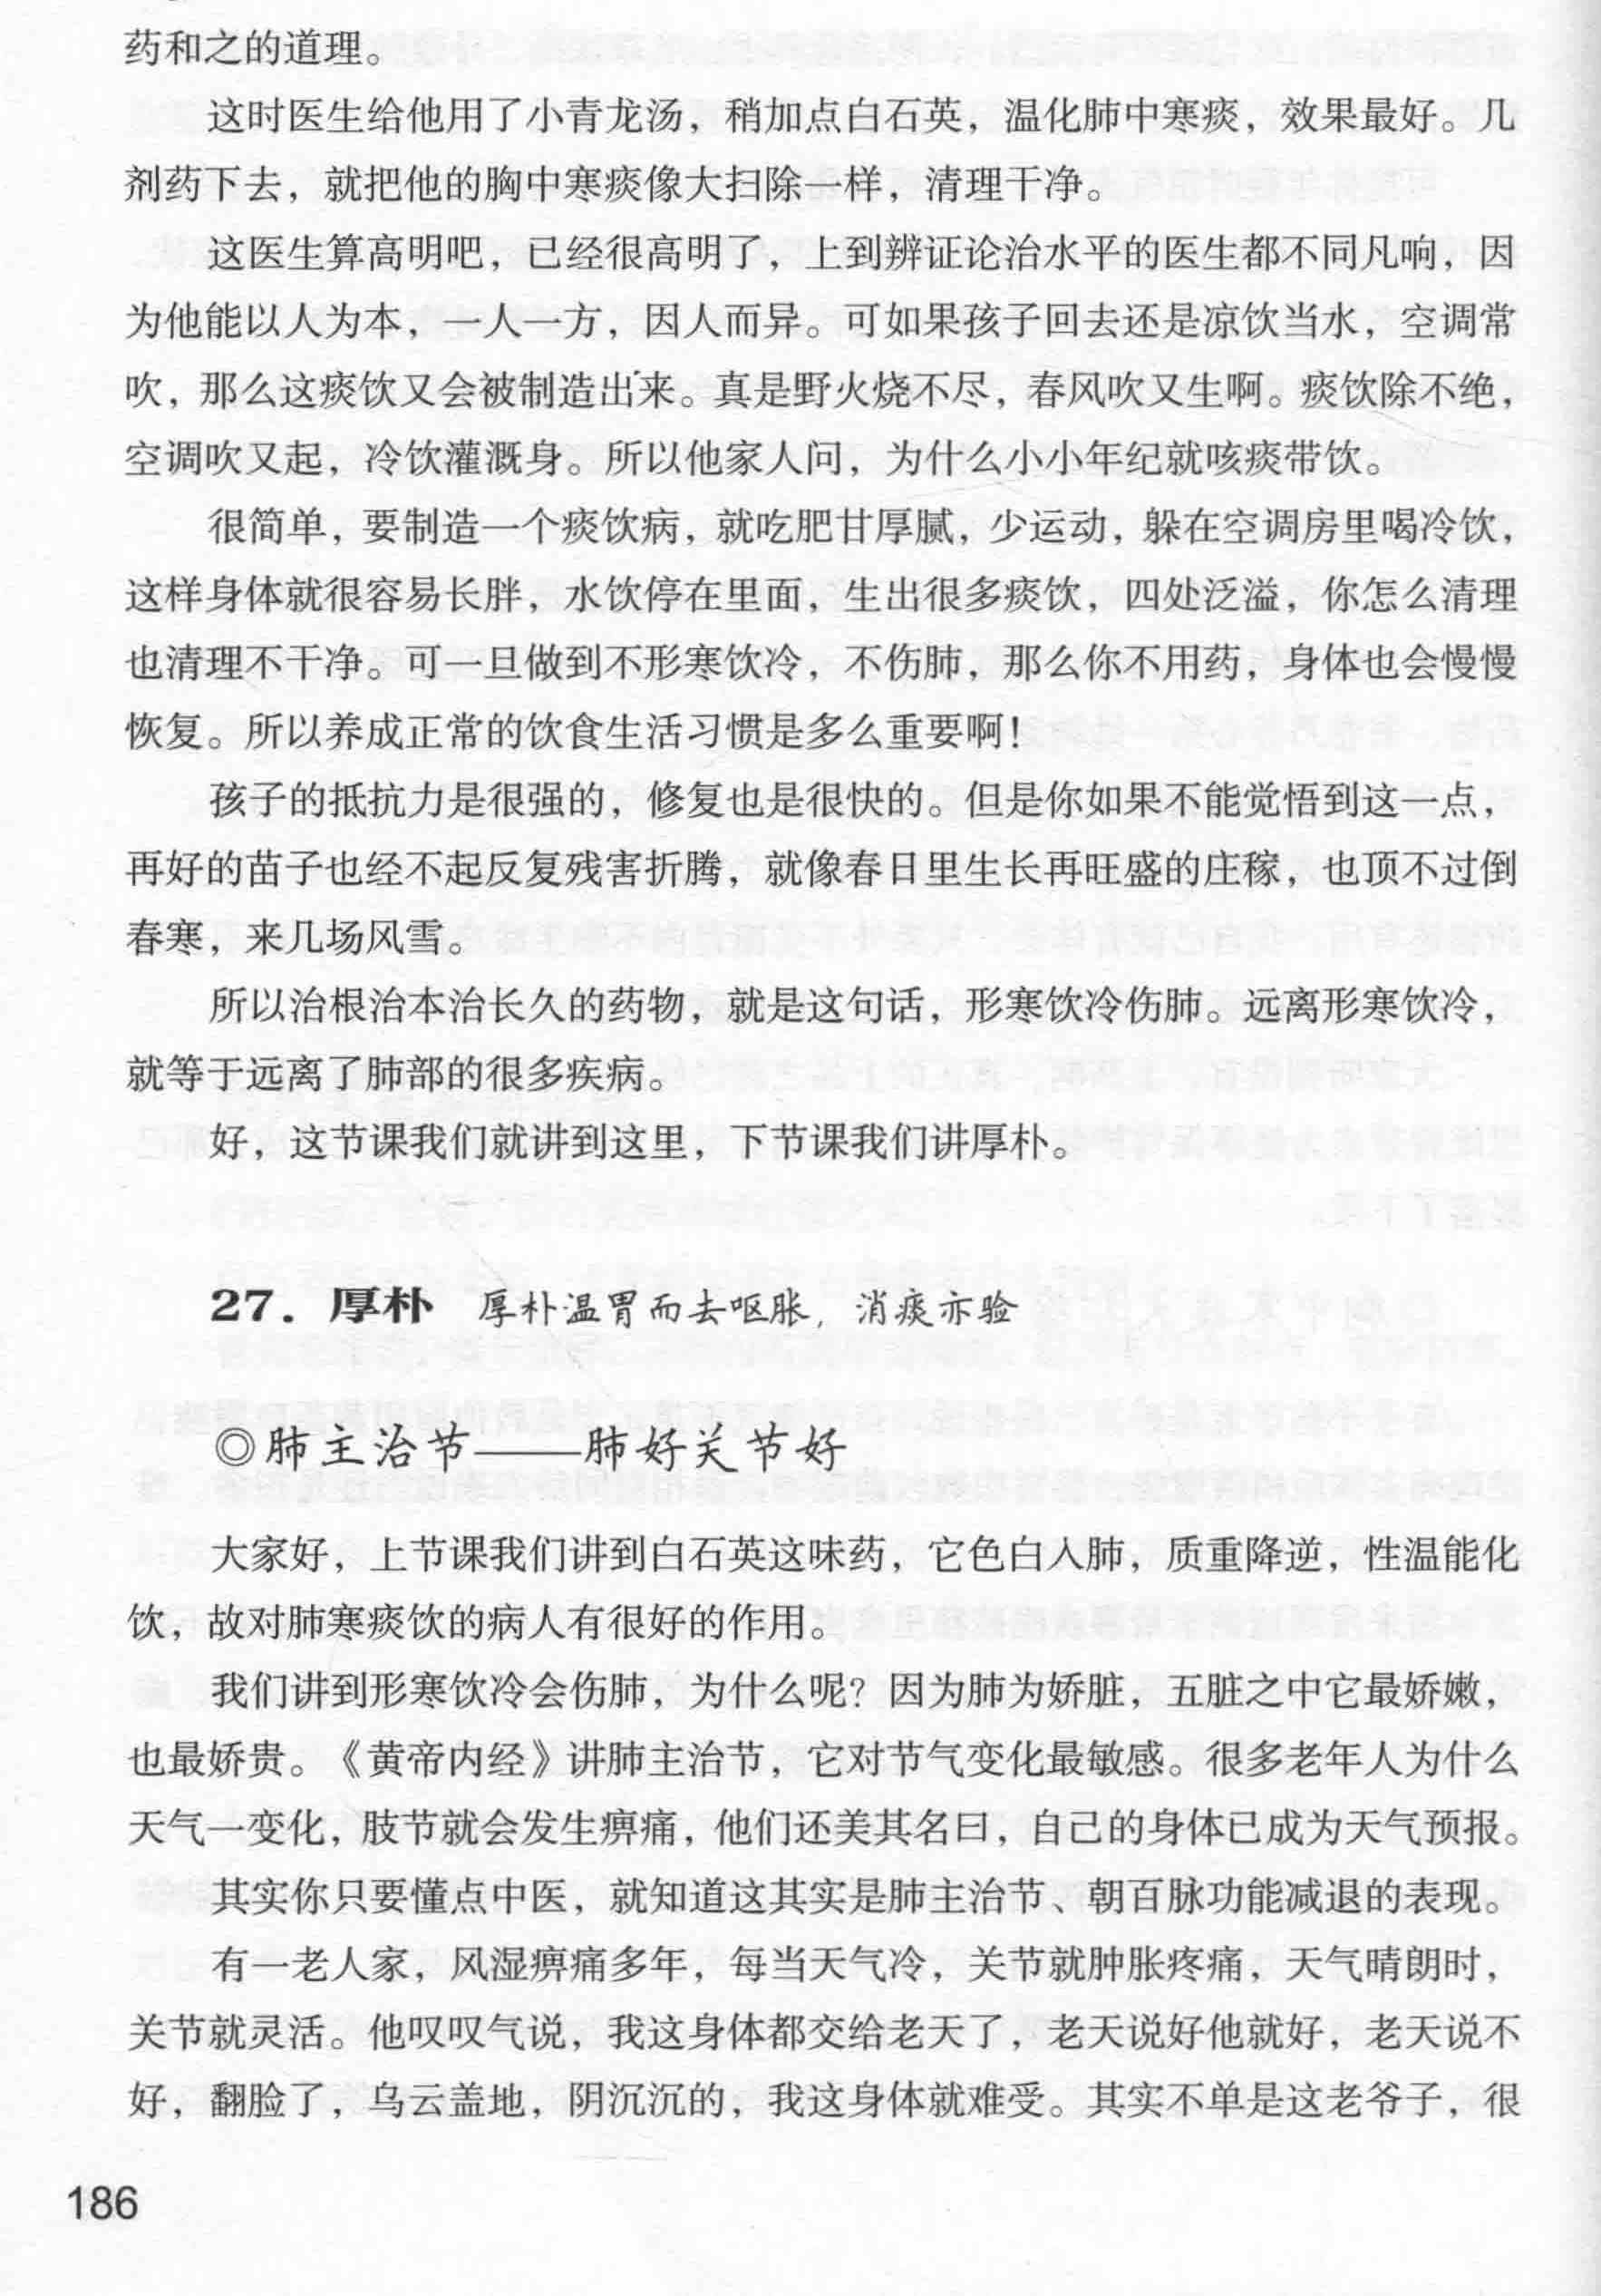 药和之的道理。
这时医生给他用了小青龙汤，稍加点白石英，温化肺中寒痰，效果最好。几
剂药下去，就把他的胸中寒痰像大扫除一样，清理干净。
这医生算高明吧，已经很高明了，上到辨证论治水平的医生都不同凡响，因
为他能以人为本，一人一方，因人而异。可如果孩子回去还是凉饮当水，空调常
吹，那么这痰饮又会被制造出来。真是野火烧不尽，春风吹又生啊。痰饮除不绝，
空调吹又起，冷饮灌溉身。所以他家人问，为什么小小年纪就咳痰带饮。
很简单，要制造一个痰饮病，就吃肥甘厚腻，少运动，躲在空调房里喝冷饮，
这样身体就很容易长胖，水饮停在里面，生出很多痰饮，四处泛溢，你怎么清理
也清理不干净。可一旦做到不形寒饮冷，不伤肺，那么你不用药，身体也会慢慢
恢复。所以养成正常的饮食生活习惯是多么重要啊！
孩子的抵抗力是很强的，修复也是很快的。但是你如果不能觉悟到这一点，
再好的苗子也经不起反复残害折腾，就像春日里生长再旺盛的庄稼，也顶不过倒
春寒，来几场风雪。
所以治根治本治长久的药物，就是这句话，形寒饮冷伤肺。远离形寒饮冷，
就等于远离了肺部的很多疾病。
好，这节课我们就讲到这里，下节课我们讲厚朴。
27．厚朴 厚朴温胃而去呕胀，消痰亦验
◎肺主治节——肺好关节好
大家好，上节课我们讲到白石英这味药，它色白入肺，质重降逆，性温能化
饮，故对肺寒痰饮的病人有很好的作用。
我们讲到形寒饮冷会伤肺，为什么呢？因为肺为娇脏，五脏之中它最娇嫩，
也最娇贵。《黄帝内经》讲肺主治节，它对节气变化最敏感。很多老年人为什么
天气一变化，肢节就会发生痹痛，他们还美其名曰，自己的身体已成为天气预报。
其实你只要懂点中医，就知道这其实是肺主治节、朝百脉功能减退的表现。
有一老人家，风湿痹痛多年，每当天气冷，关节就肿胀疼痛，天气晴朗时，
关节就灵活。他叹叹气说，我这身体都交给老天了，老天说好他就好，老天说不
好，翻脸了，乌云盖地，阴沉沉的，我这身体就难受。其实不单是这老爷子，很
186